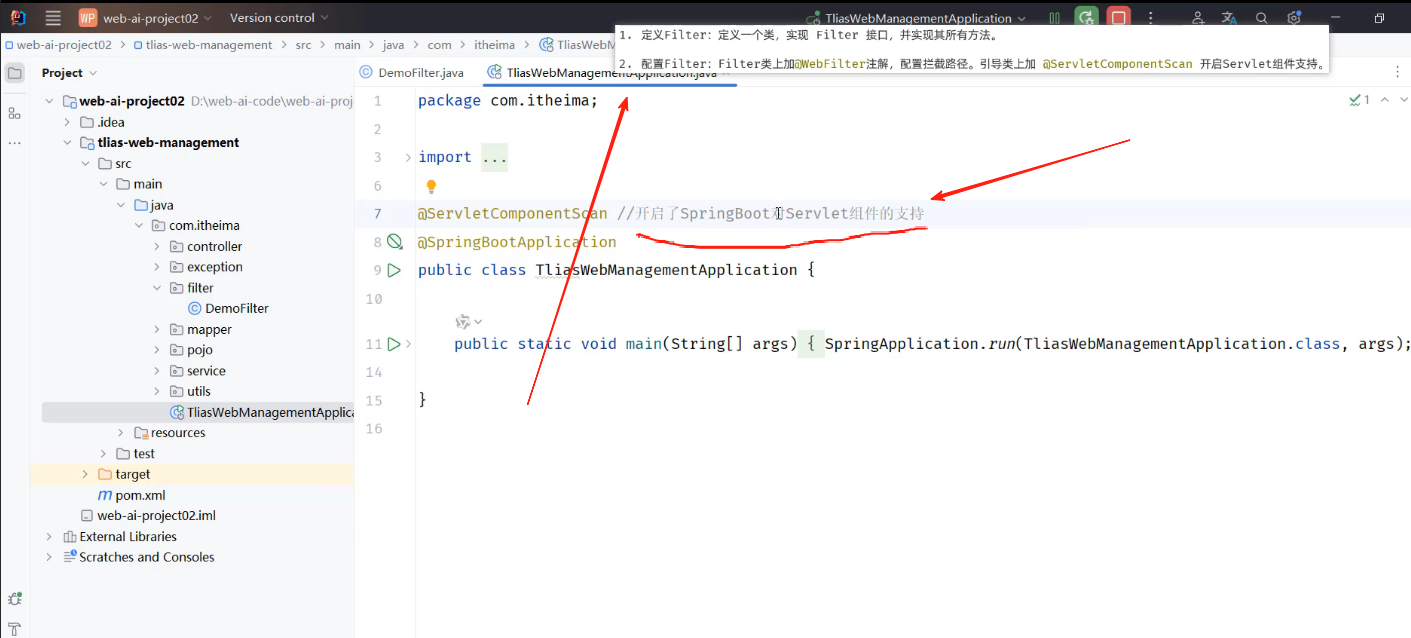 WP web-ai-project02 Version control TliasWebManagementApplication
web-ai-project02 > tlias-web-management > src > main > java > com > itheima >
1. 定义Filter：定义一个类，实现 Filter 接口，并实现其所有方法。
2. 配置Filter：Filter类上加@WebFilter注解，配置拦截路径。引导类上加 @ServletComponentScan 开启Servlet组件支持。
Project
DemoFilter.java TliasWebManagementApplication.java
web-ai-project02 D:\web-ai-code\web-ai-proj
.idea
tlias-web-management
src
main
java
com.itheima
controller
exception
filter
DemoFilter
mapper
pojo
service
utils
TliasWebManagementApplica
resources
test
target
pom.xml
web-ai-project02.iml
External Libraries
Scratches and Consoles
1 package com.itheima;
1
2
3 import ...
6
7 @ServletComponentScan //开启了SpringBoot对Servlet组件的支持
8 @SpringBootApplication
9 public class TliasWebManagementApplication {
10
11 public static void main(String[] args) { SpringApplication.run(TliasWebManagementApplication.class, args);
14
15 }
16